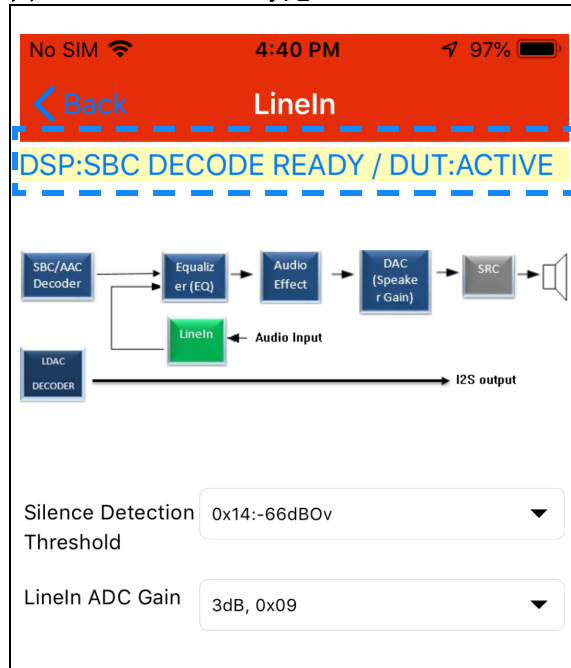 No SIM 4:40 PM 97%
Back LineIn
DSP:SBC DECODE READY / DUT:ACTIVE
SBC/AAC
Decoder
Equaliz
er (EQ)
Audio
Effect
DAC
(Speake
r Gain)
SRC
LineIn
Audio Input
LDAC
DECODER
I2S output
Silence Detection
Threshold
0x14:-66dBOv
LineIn ADC Gain
3dB, 0x09